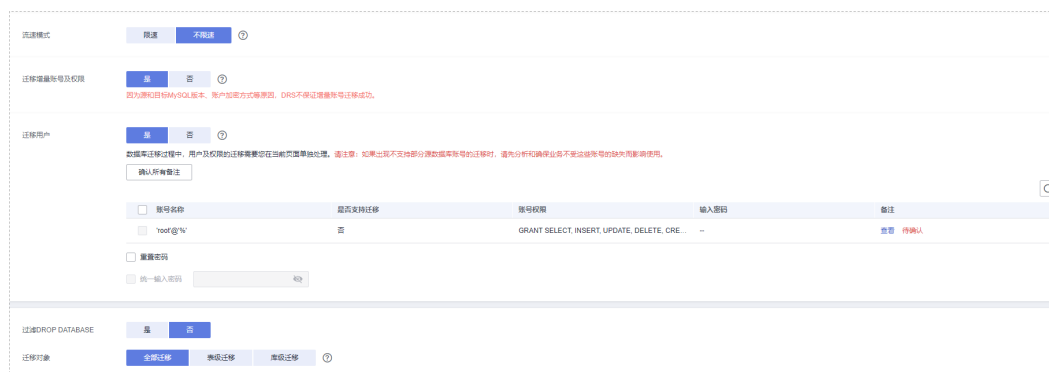 流速模式 限速 不限速
迁移增量账号及权限 是 否
因为源和目标MySQL版本、账户加密方式等原因，DRS不保证增量账号迁移成功。
迁移用户 是 否
数据库迁移过程中，用户及权限的迁移需要您在当前页面单独处理。请注意：如果出现不支持部分源数据库账号的迁移时，请先分析和确保业务不受这些账号的缺失而影响使用。
确认所有备注
账号名称 是否支持迁移 账号权限 输入密码 备注
'root'@'%' 否 GRANT SELECT, INSERT, UPDATE, DELETE, CRE... -- 查看 待确认
重置密码
统一输入密码
过滤DROP DATABASE 是 否
迁移对象 全部迁移 表级迁移 库级迁移